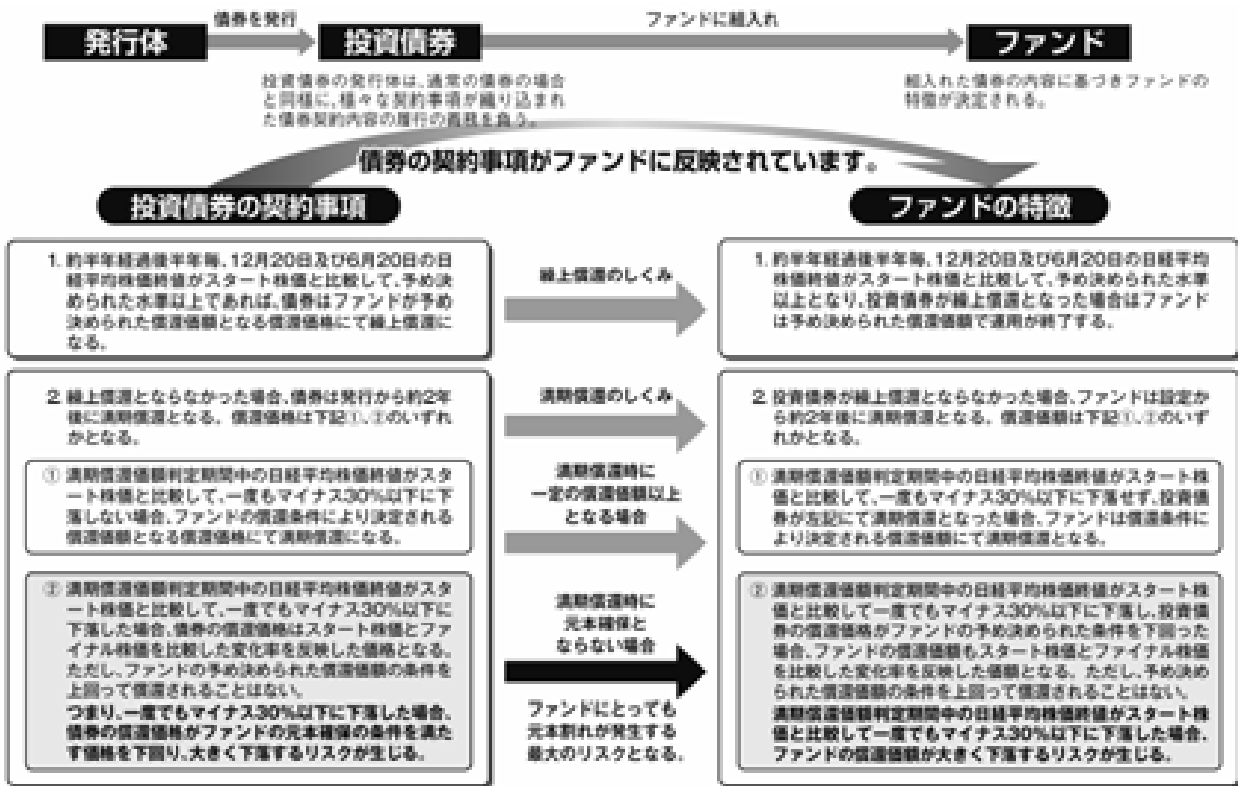 債券を発行
ファンドに組入れ
発行体
投資債券
ファンド
投資債券の発行体は、通常の債券の場合
と同様に、様々な契約事項が織り込まれ
た債券契約内容の履行の義務を負う。
組入れた債券の内容に基づきファンドの
特徴が決定される。
債券の契約事項がファンドに反映されています。
投資債券の契約事項
ファンドの特徴
1. 約半年経過後半年毎、12月20日及び6月20日の日
経平均株価終値がスタート株価と比較して、予め決
められた水準以上であれば、債券はファンドが予め
決められた償還価額となる償還価格にて繰上償還に
なる。
繰上償還のしくみ
1. 約半年経過後半年毎、12月20日及び6月20日の日経平均
株価終値がスタート株価と比較して、予め決められた水準
以上となり、投資債券が繰上償還となった場合はファンド
は予め決められた償還価額で運用が終了する。
2. 繰上償還とならなかった場合、債券は発行から約2年
後に満期償還となる。償還価格は下記①、②のいずれ
かとなる。
満期償還のしくみ
2. 投資債券が繰上償還とならなかった場合、ファンドは設定か
ら約2年後に満期償還となる。償還価額は下記①、②のいず
れかとなる。
① 満期償還価額判定期間中の日経平均株価終値がスタ
ート株価と比較して、一度もマイナス30%以下に下
落しない場合、ファンドの償還条件により決定される
償還価額となる償還価格にて満期償還になる。
満期償還時に
一定の償還価額以上
となる場合
① 満期償還価額判定期間中の日経平均株価終値がスタート株
価と比較して、一度もマイナス30%以下に下落せず、投資債
券が左記にて満期償還となった場合、ファンドは償還条件に
より決定される償還価額にて満期償還となる。
② 満期償還価額判定期間中の日経平均株価終値がスタ
ート株価と比較して、一度でもマイナス30%以下に
下落した場合、債券の償還価格はスタート株価とファ
イナル株価を比較した変化率を反映した価格となる。
ただし、ファンドの予め決められた償還価額の条件を
上回って償還されることはない。
つまり、一度でもマイナス30%以下に下落した場合、
債券の償還価格がファンドの元本確保の条件を満た
す価格を下回り、大きく下落するリスクが生じる。
満期償還時に
元本確保と
ならない場合
ファンドにとっても
元本割れが発生する
最大のリスクとなる。
② 満期償還価額判定期間中の日経平均株価終値がスタート株
価と比較して一度でもマイナス30%以下に下落し、投資債
券の償還価格がファンドの予め決められた条件を下回った
場合、ファンドの償還価額もスタート株価とファイナル株価
を比較した変化率を反映した価額となる。ただし、予め決め
られた償還価額の条件を上回って償還されることはない。
満期償還価額判定期間中の日経平均株価終値がスタート株
価と比較して一度でもマイナス30%以下に下落した場合、
ファンドの償還価額が大きく下落するリスクが生じる。